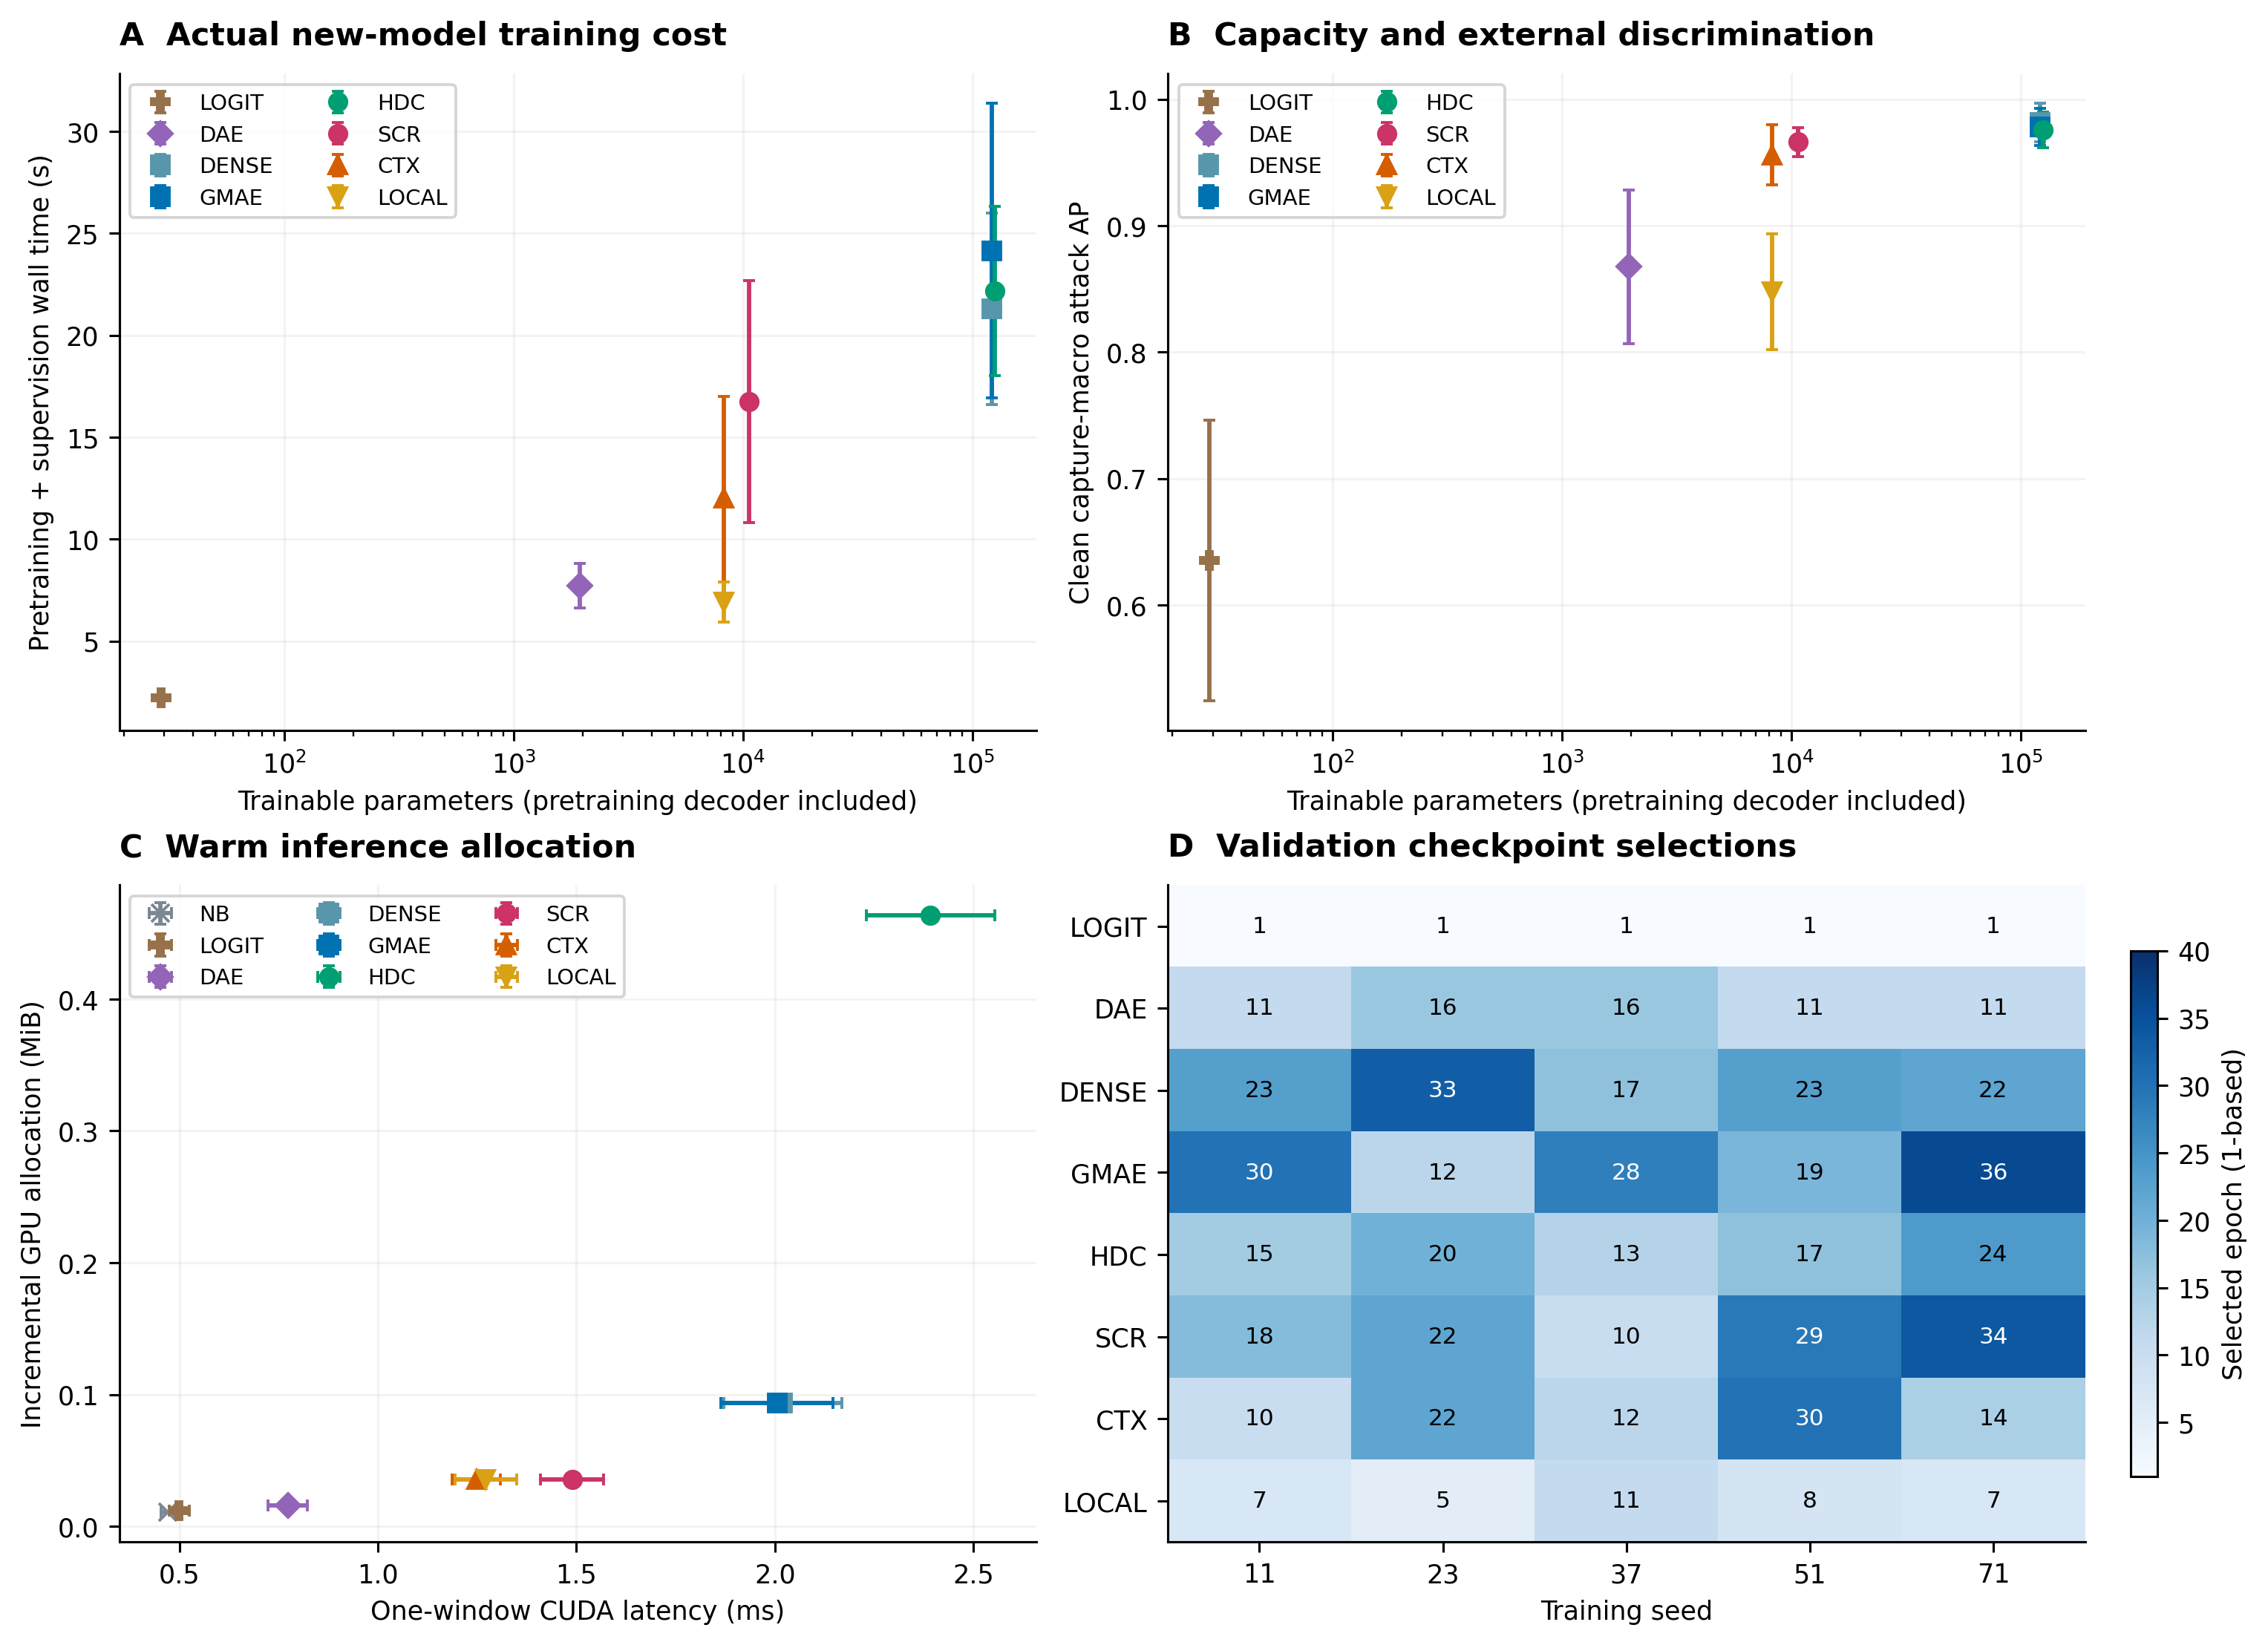 A Actual new-model training cost
LOGIT
DAE
DENSE
GMAE
HDC
SCR
CTX
LOCAL
Pretraining + supervision wall time (s)
30
25
20
15
10
5
10² 10³ 10⁴ 10⁵
Trainable parameters (pretraining decoder included)
B Capacity and external discrimination
LOGIT
DAE
DENSE
GMAE
HDC
SCR
CTX
LOCAL
Clean capture-macro attack AP
1.0
0.9
0.8
0.7
0.6
10² 10³ 10⁴ 10⁵
Trainable parameters (pretraining decoder included)
C Warm inference allocation
NB
LOGIT
DAE
DENSE
GMAE
HDC
SCR
CTX
LOCAL
Incremental GPU allocation (MiB)
0.4
0.3
0.2
0.1
0.0
0.5 1.0 1.5 2.0 2.5
One-window CUDA latency (ms)
D Validation checkpoint selections
LOGIT 1 1 1 1 1
DAE 11 16 16 11 11
DENSE 23 33 17 23 22
GMAE 30 12 28 19 36
HDC 15 20 13 17 24
SCR 18 22 10 29 34
CTX 10 22 12 30 14
LOCAL 7 5 11 8 7
11 23 37 51 71
Training seed
40
35
30
25
20
15
10
5
Selected epoch (1-based)